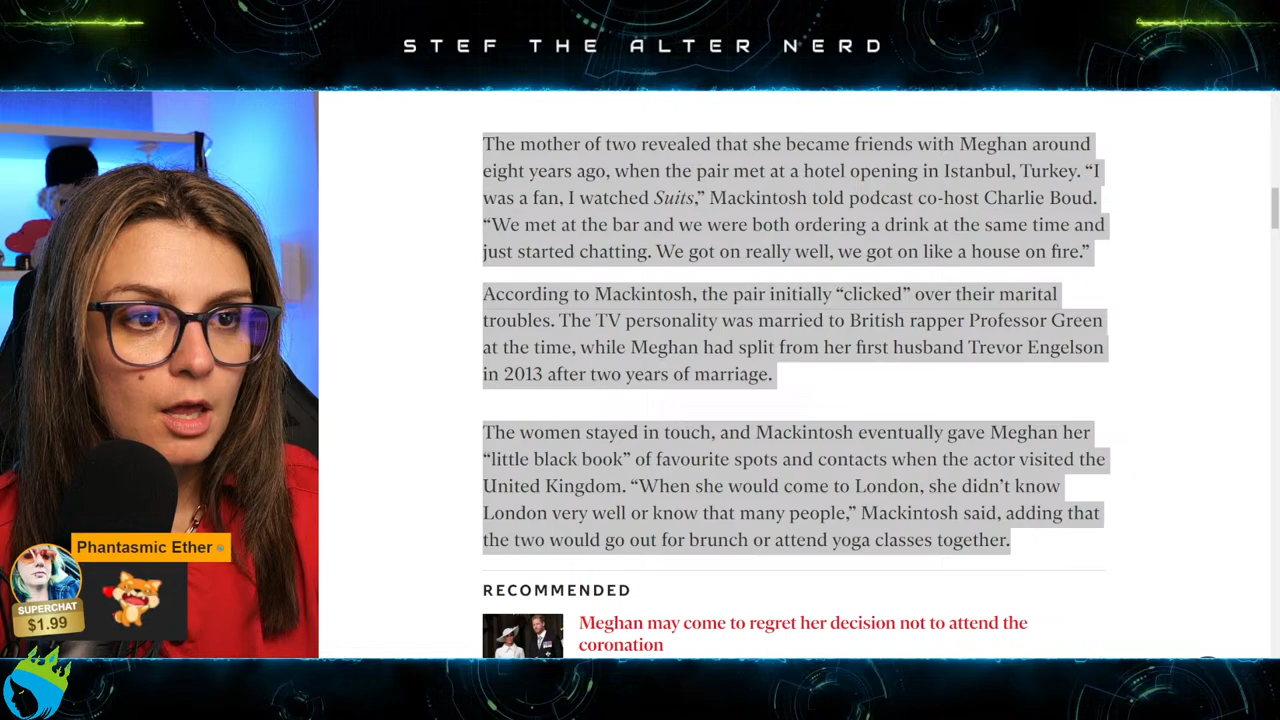 STEF THE ALTER NERD
The mother of two revealed that she became friends with Meghan around
eight years ago, when the pair met at a hotel opening in Istanbul, Turkey. “I
was a fan, I watched Suits,” Mackintosh told podcast co-host Charlie Boud.
“We met at the bar and we were both ordering a drink at the same time and
just started chatting. We got on really well, we got on like a house on fire.”
According to Mackintosh, the pair initially “clicked” over their marital
troubles. The TV personality was married to British rapper Professor Green
at the time, while Meghan had split from her first husband Trevor Engelson
in 2013 after two years of marriage.
The women stayed in touch, and Mackintosh eventually gave Meghan her
“little black book” of favourite spots and contacts when the actor visited the
United Kingdom. “When she would come to London, she didn’t know
London very well or know that many people,” Mackintosh said, adding that
the two would go out for brunch or attend yoga classes together.
Phantasmic Ether
SUPERCHAT
$1.99
RECOMMENDED
Meghan may come to regret her decision not to attend the
coronation